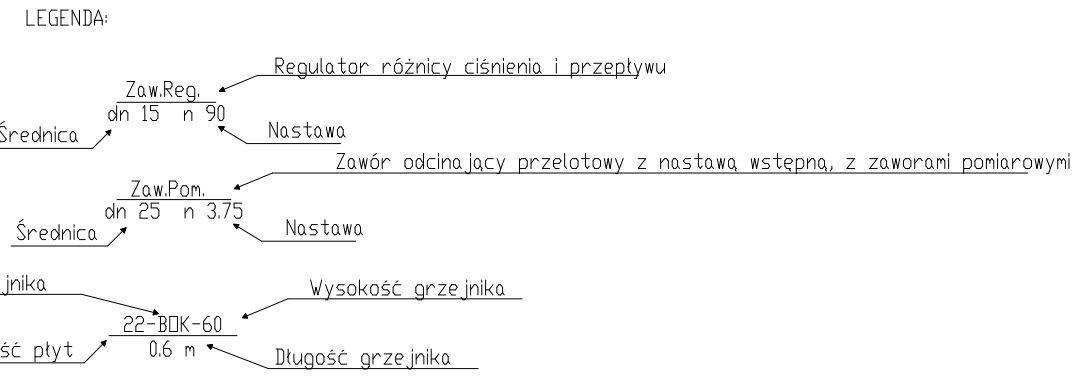 LEGENDA:
Regulator różnicy ciśnienia i przepływu
Zaw.Reg.
dn 15 n 90
Średnica
Nastawa
Zawór odcinający przelotowy z nastawą wstępną, z zaworami pomiarowymi
Zaw.Pom.
dn 25 n 3.75
Średnica
Nastawa
jnika
Wysokość grzejnika
22-B□K-60
0.6 m
ść płyt
Długość grzejnika